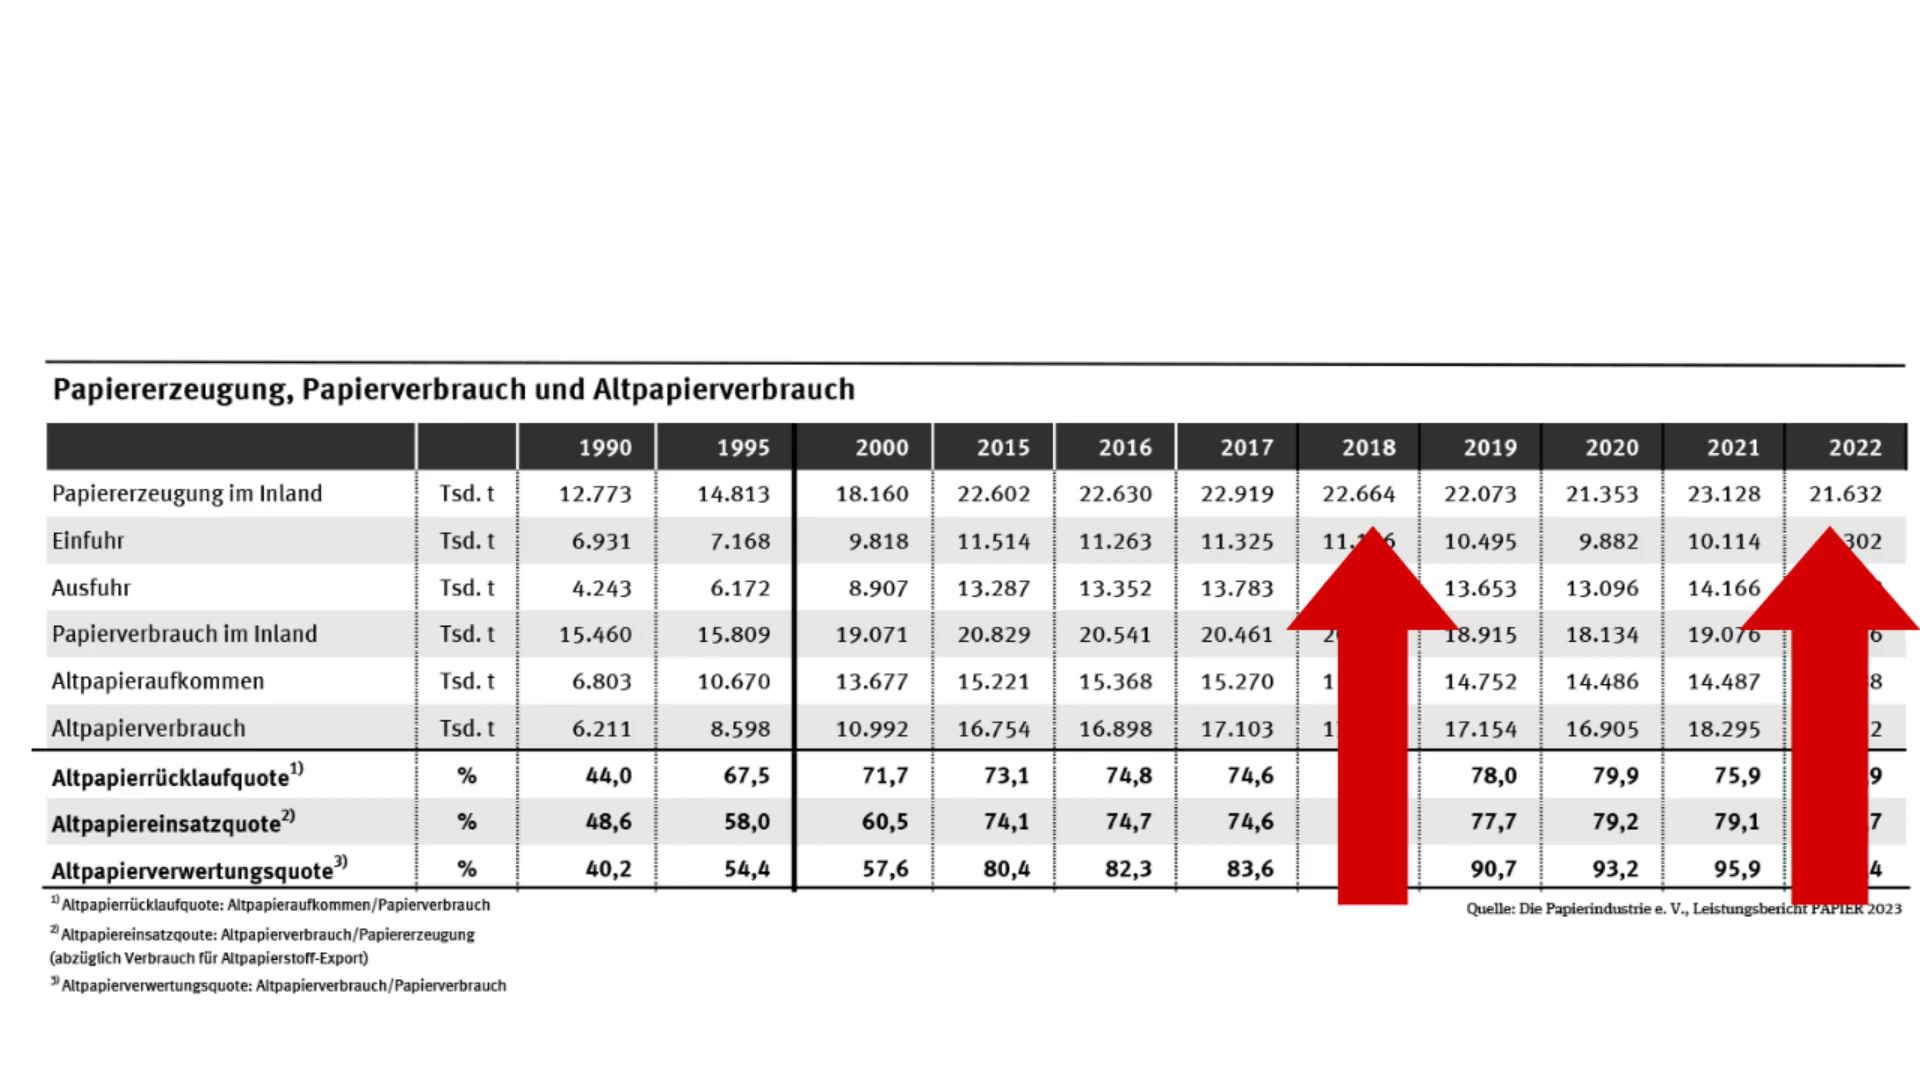 Papiererzeugung, Papierverbrauch und Altpapierverbrauch
1990 1995 2000 2015 2016 2017 2018 2019 2020 2021 2022
Papiererzeugung im Inland Tsd. t 12.773 14.813 18.160 22.602 22.630 22.919 22.664 22.073 21.353 23.128 21.632
Einfuhr Tsd. t 6.931 7.168 9.818 11.514 11.263 11.325 10.495 9.882 10.114
Ausfuhr Tsd. t 4.243 6.172 8.907 13.287 13.352 13.783 13.653 13.096 14.166
Papierverbrauch im Inland Tsd. t 15.460 15.809 19.071 20.829 20.541 20.461 18.915 18.134 19.076
Altpapieraufkommen Tsd. t 6.803 10.670 13.677 15.221 15.368 15.270 14.752 14.486 14.487
Altpapierverbrauch Tsd. t 6.211 8.598 10.992 16.754 16.898 17.103 17.154 16.905 18.295
Altpapierrücklaufquote1) % 44,0 67,5 71,7 73,1 74,8 74,6 78,0 79,9 75,9
Altpapiereinsatzquote2) % 48,6 58,0 60,5 74,1 74,7 74,6 77,7 79,2 79,1
Altpapierverwertungsquote3) % 40,2 54,4 57,6 80,4 82,3 83,6 90,7 93,2 95,9
1) Altpapierrücklaufquote: Altpapieraufkommen/Papierverbrauch
Quelle: Die Papierindustrie e. V., Leistungsbericht PAPIER 2023
2) Altpapiereinsatzqoute: Altpapierverbrauch/Papiererzeugung
(abzüglich Verbrauch für Altpapierstoff-Export)
3) Altpapierverwertungsquote: Altpapierverbrauch/Papierverbrauch